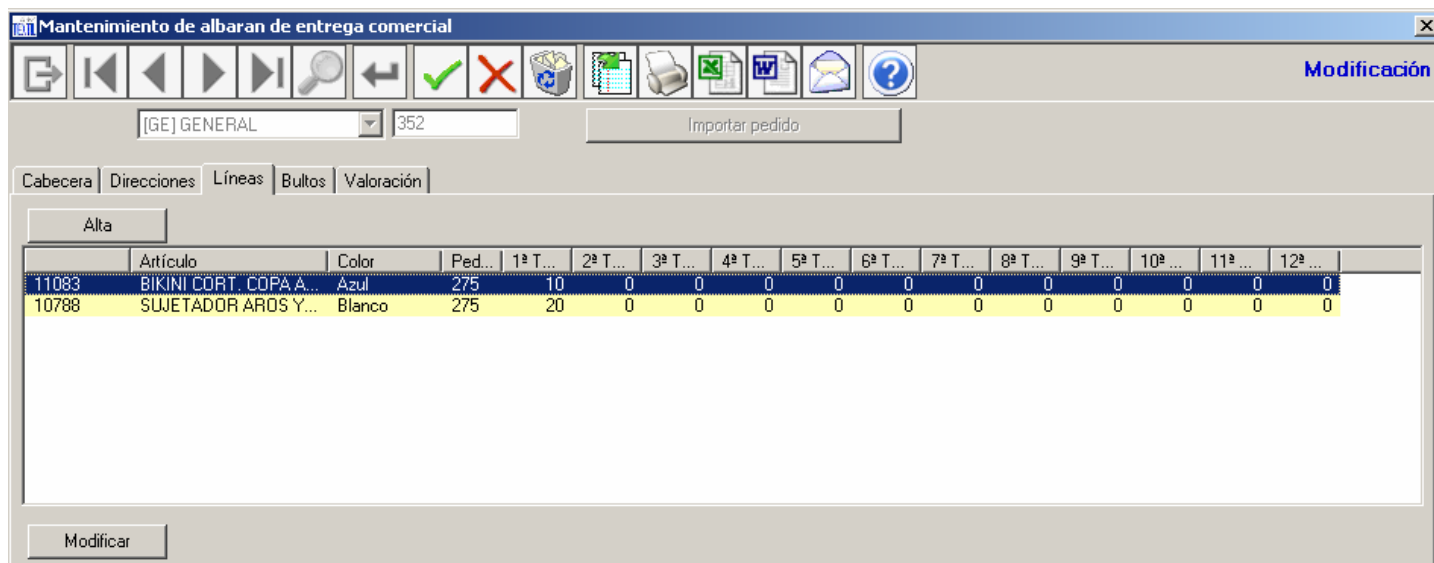 Mantenimiento de albaran de entrega comercial
Modificación
[GE] GENERAL 352 Importar pedido
Cabecera Direcciones Líneas Bultos Valoración
Alta
Artículo Color Ped... 1ª T... 2ª T... 3ª T... 4ª T... 5ª T... 6ª T... 7ª T... 8ª T... 9ª T... 10ª ... 11ª ... 12ª ...
11083 BIKINI CORT. COPA A... Azul 275 10 0 0 0 0 0 0 0 0 0 0 0
10788 SUJETADOR AROS Y... Blanco 275 20 0 0 0 0 0 0 0 0 0 0 0
Modificar